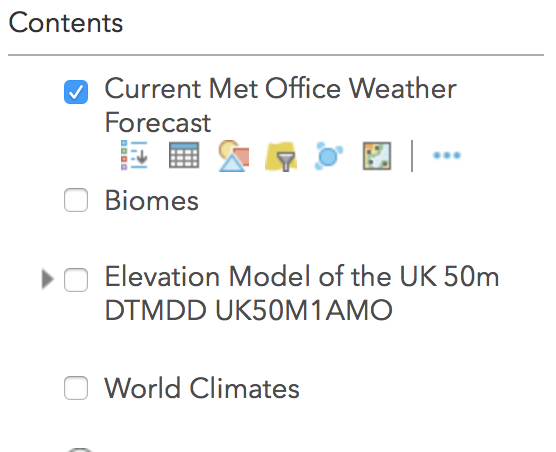 Contents
Current Met Office Weather
Forecast
Biomes
Elevation Model of the UK 50m
DTMDD UK50M1AMO
World Climates